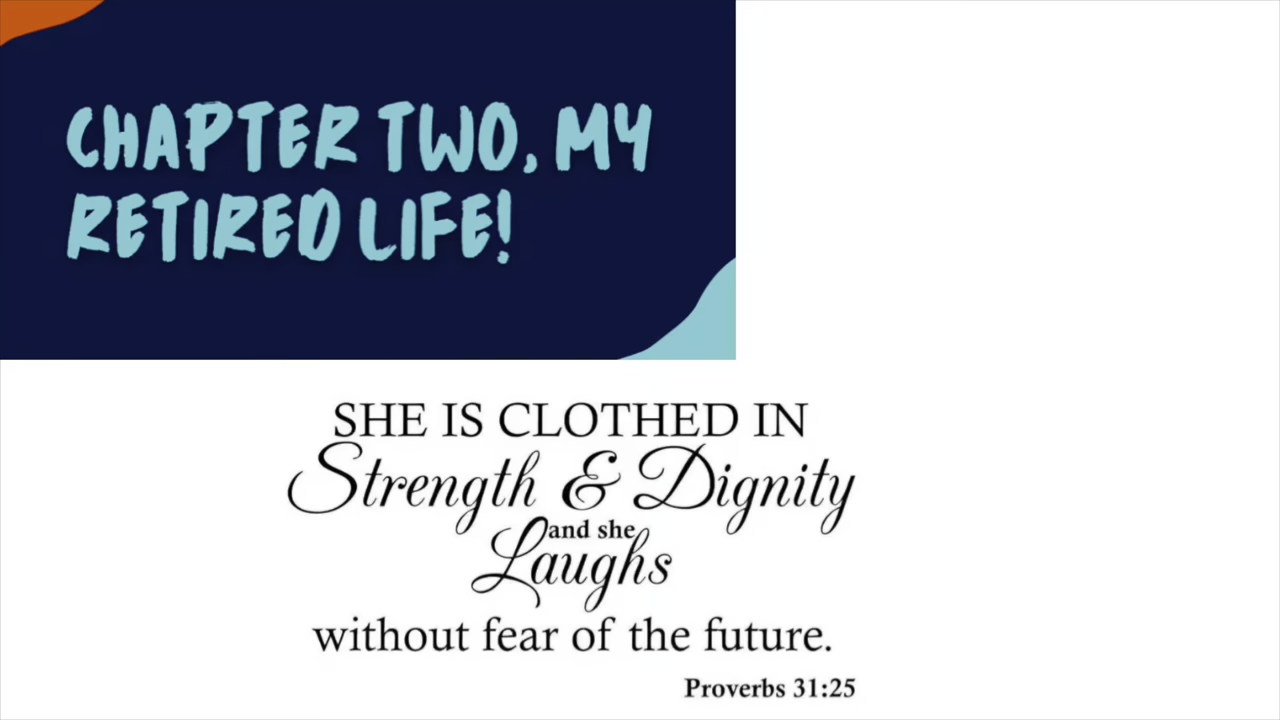 CHAPTER TWO, MY
RETIRED LIFE!
SHE IS CLOTHED IN
Strength & Dignity
and she
Laughs
without fear of the future.
Proverbs 31:25